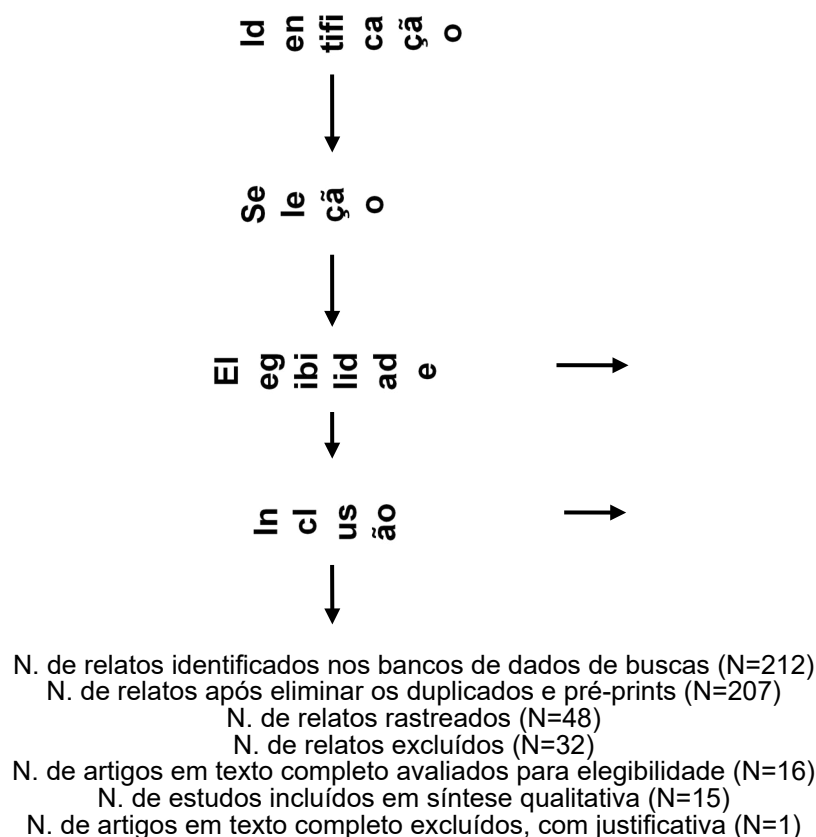 Id en tifi ca çã o
Se le çã o
El eg ibi lid ad e
In cl us ão
N. de relatos identificados nos bancos de dados de buscas (N=212)
N. de relatos após eliminar os duplicados e pré-prints (N=207)
N. de relatos rastreados (N=48)
N. de relatos excluídos (N=32)
N. de artigos em texto completo avaliados para elegibilidade (N=16)
N. de estudos incluídos em síntese qualitativa (N=15)
N. de artigos em texto completo excluídos, com justificativa (N=1)